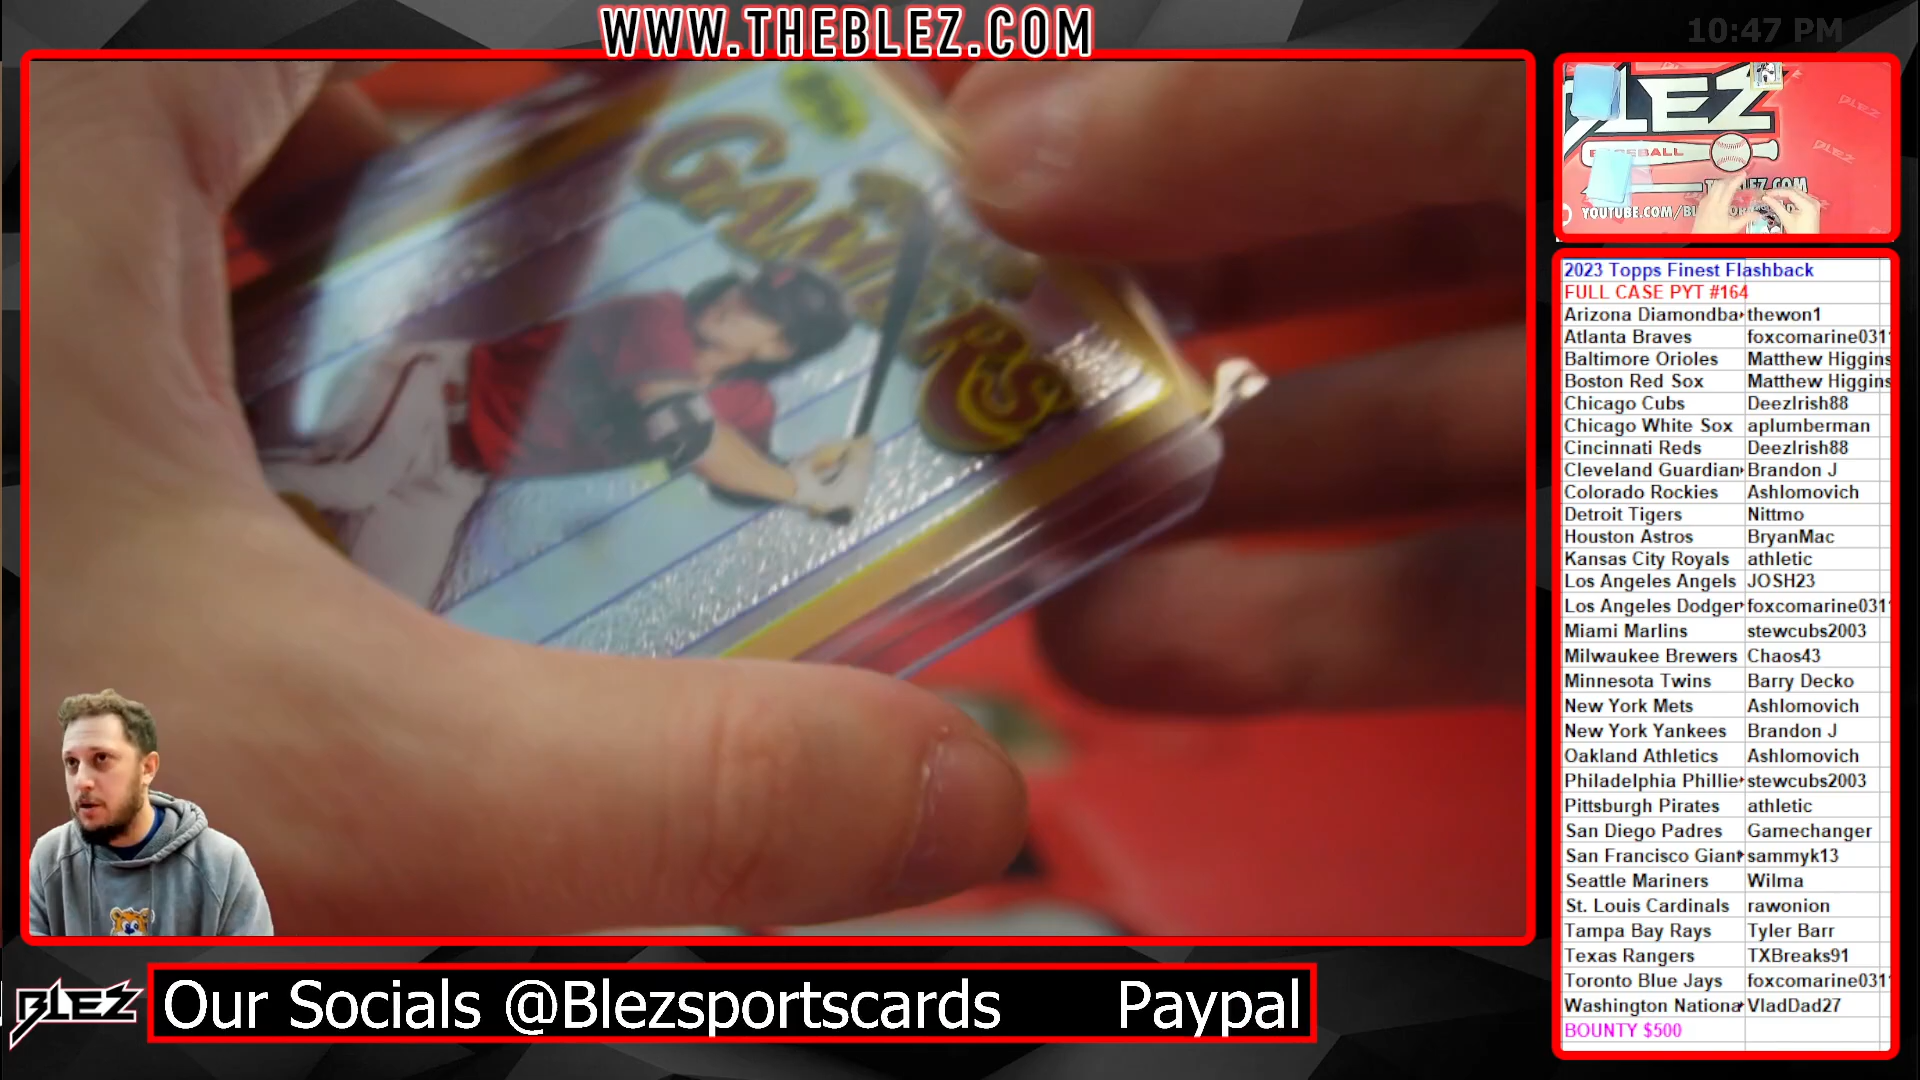 WWW.THEBLEZ.COM
10:47 PM
GAMERS
BLEZ
BASEBALL
THEBLEZ.COM
2023 Topps Finest Flashback
FULL CASE PYT #164
Arizona Diamondba thewon1
Atlanta Braves foxcomarine031
Baltimore Orioles Matthew Higgins
Boston Red Sox Matthew Higgins
Chicago Cubs DeezIrish88
Chicago White Sox aplumberman
Cincinnati Reds DeezIrish88
Cleveland Guardian Brandon J
Colorado Rockies Ashlomovich
Detroit Tigers Nittmo
Houston Astros BryanMac
Kansas City Royals athletic
Los Angeles Angels JOSH23
Los Angeles Dodger foxcomarine031
Miami Marlins stewcubs2003
Milwaukee Brewers Chaos43
Minnesota Twins Barry Decko
New York Mets Ashlomovich
New York Yankees Brandon J
Oakland Athletics Ashlomovich
Philadelphia Phillie stewcubs2003
Pittsburgh Pirates athletic
San Diego Padres Gamechanger
San Francisco Giant sammyk13
Seattle Mariners Wilma
St. Louis Cardinals rawonion
Tampa Bay Rays Tyler Barr
Texas Rangers TXBreaks91
Toronto Blue Jays foxcomarine031
Washington Nationa VladDad27
BOUNTY $500
BLEZ
Our Socials @Blezsportscards Paypal